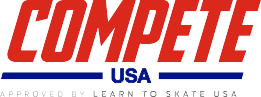 COMPETE
USA
APPROVED BY LEARN TO SKATE USA